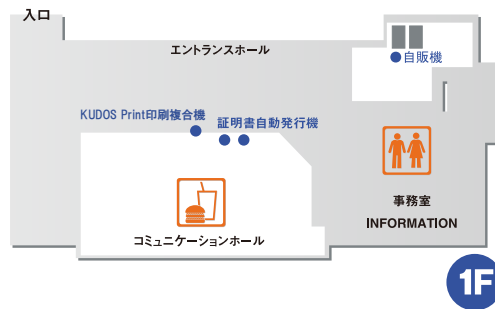 入口
エントランスホール
自販機
KUDOS Print印刷複合機
証明書自動発行機
事務室
INFORMATION
コミュニケーションホール
1F